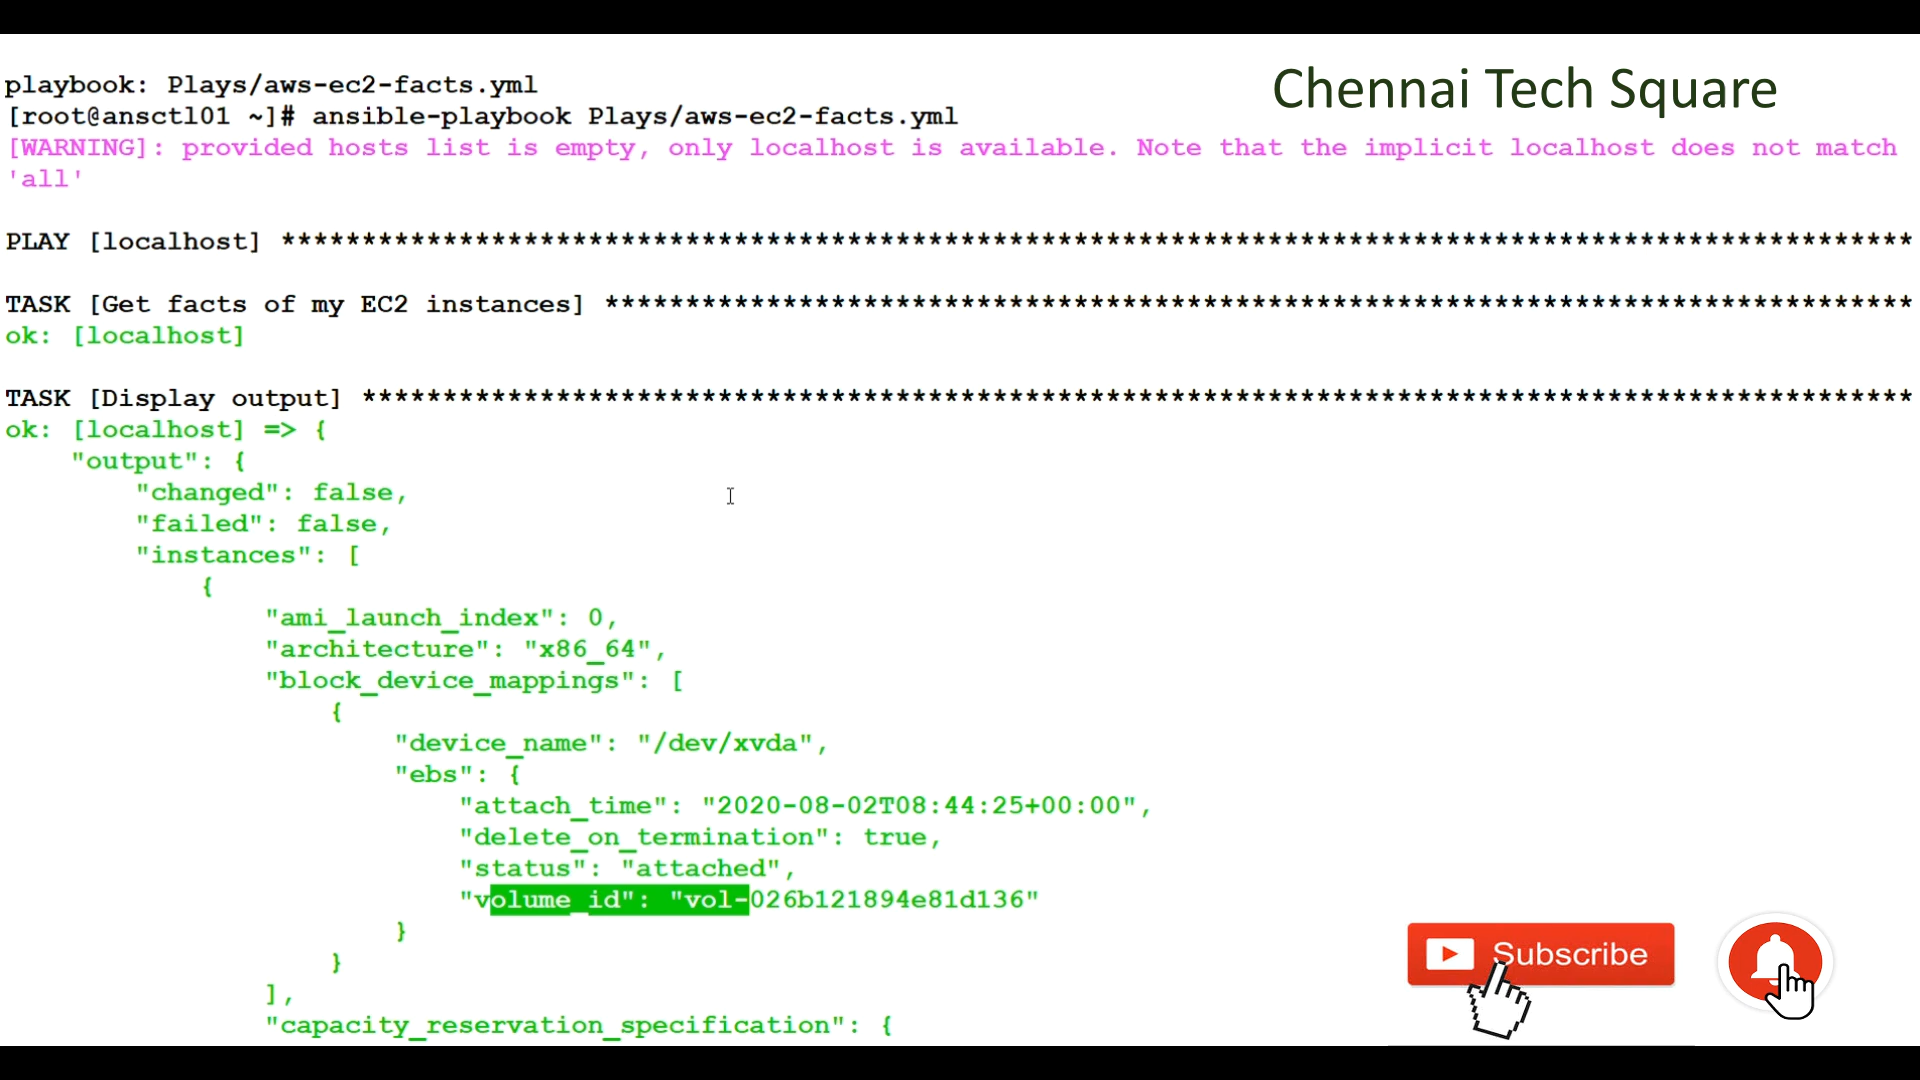 Chennai Tech Square
playbook: Plays/aws-ec2-facts.yml
[root@ansctl01 ~]# ansible-playbook Plays/aws-ec2-facts.yml
[WARNING]: provided hosts list is empty, only localhost is available. Note that the implicit localhost does not match
'all'
PLAY [localhost] *****************************************************************************************************
TASK [Get facts of my EC2 instances] *********************************************************************************
ok: [localhost]
TASK [Display output] ************************************************************************************************
ok: [localhost] => {
    "output": {
        "changed": false,
        "failed": false,
        "instances": [
            {
                "ami_launch_index": 0,
                "architecture": "x86_64",
                "block_device_mappings": [
                    {
                        "device_name": "/dev/xvda",
                        "ebs": {
                            "attach_time": "2020-08-02T08:44:25+00:00",
                            "delete_on_termination": true,
                            "status": "attached",
                            "volume_id": "vol-026b121894e81d136"
                        }
                    }
                ],
                "capacity_reservation_specification": {
Subscribe